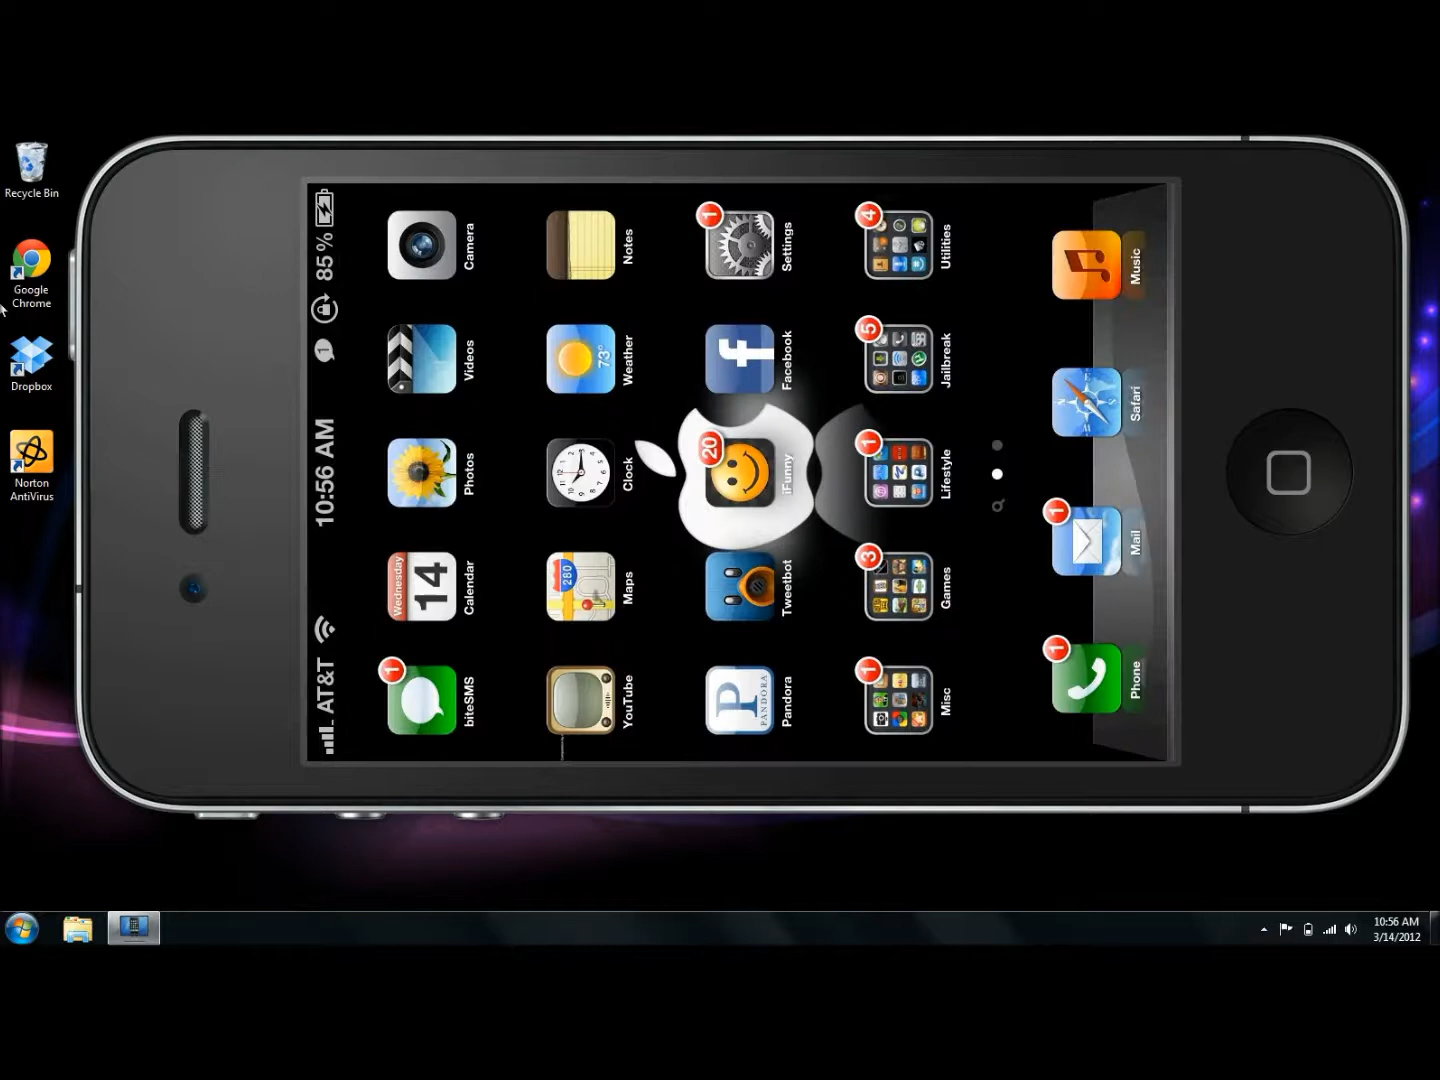 Recycle Bin
Google
Chrome
Dropbox
Norton
AntiVirus
AT&T
10:56 AM
1
85 %
1
biteSMS
Wednesday
14
Calendar
Photos
Videos
Camera
YouTube
280
Maps
Clock
73°
Weather
Notes
P
PANDORA
Pandora
Tweetbot
20
iFunny
f
Facebook
1
Settings
1
Misc
3
Games
1
Lifestyle
5
Jailbreak
4
Utilities
1
Phone
1
Mail
Safari
Music
10:56 AM
3/14/2012